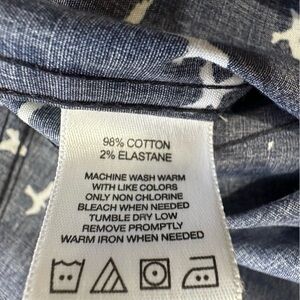 98% COTTON
2% ELASTANE
MACHINE WASH WARM
WITH LIKE COLORS
ONLY NON CHLORINE
BLEACH WHEN NEEDED
TUMBLE DRY LOW
REMOVE PROMPTLY
WARM IRON WHEN NEEDED